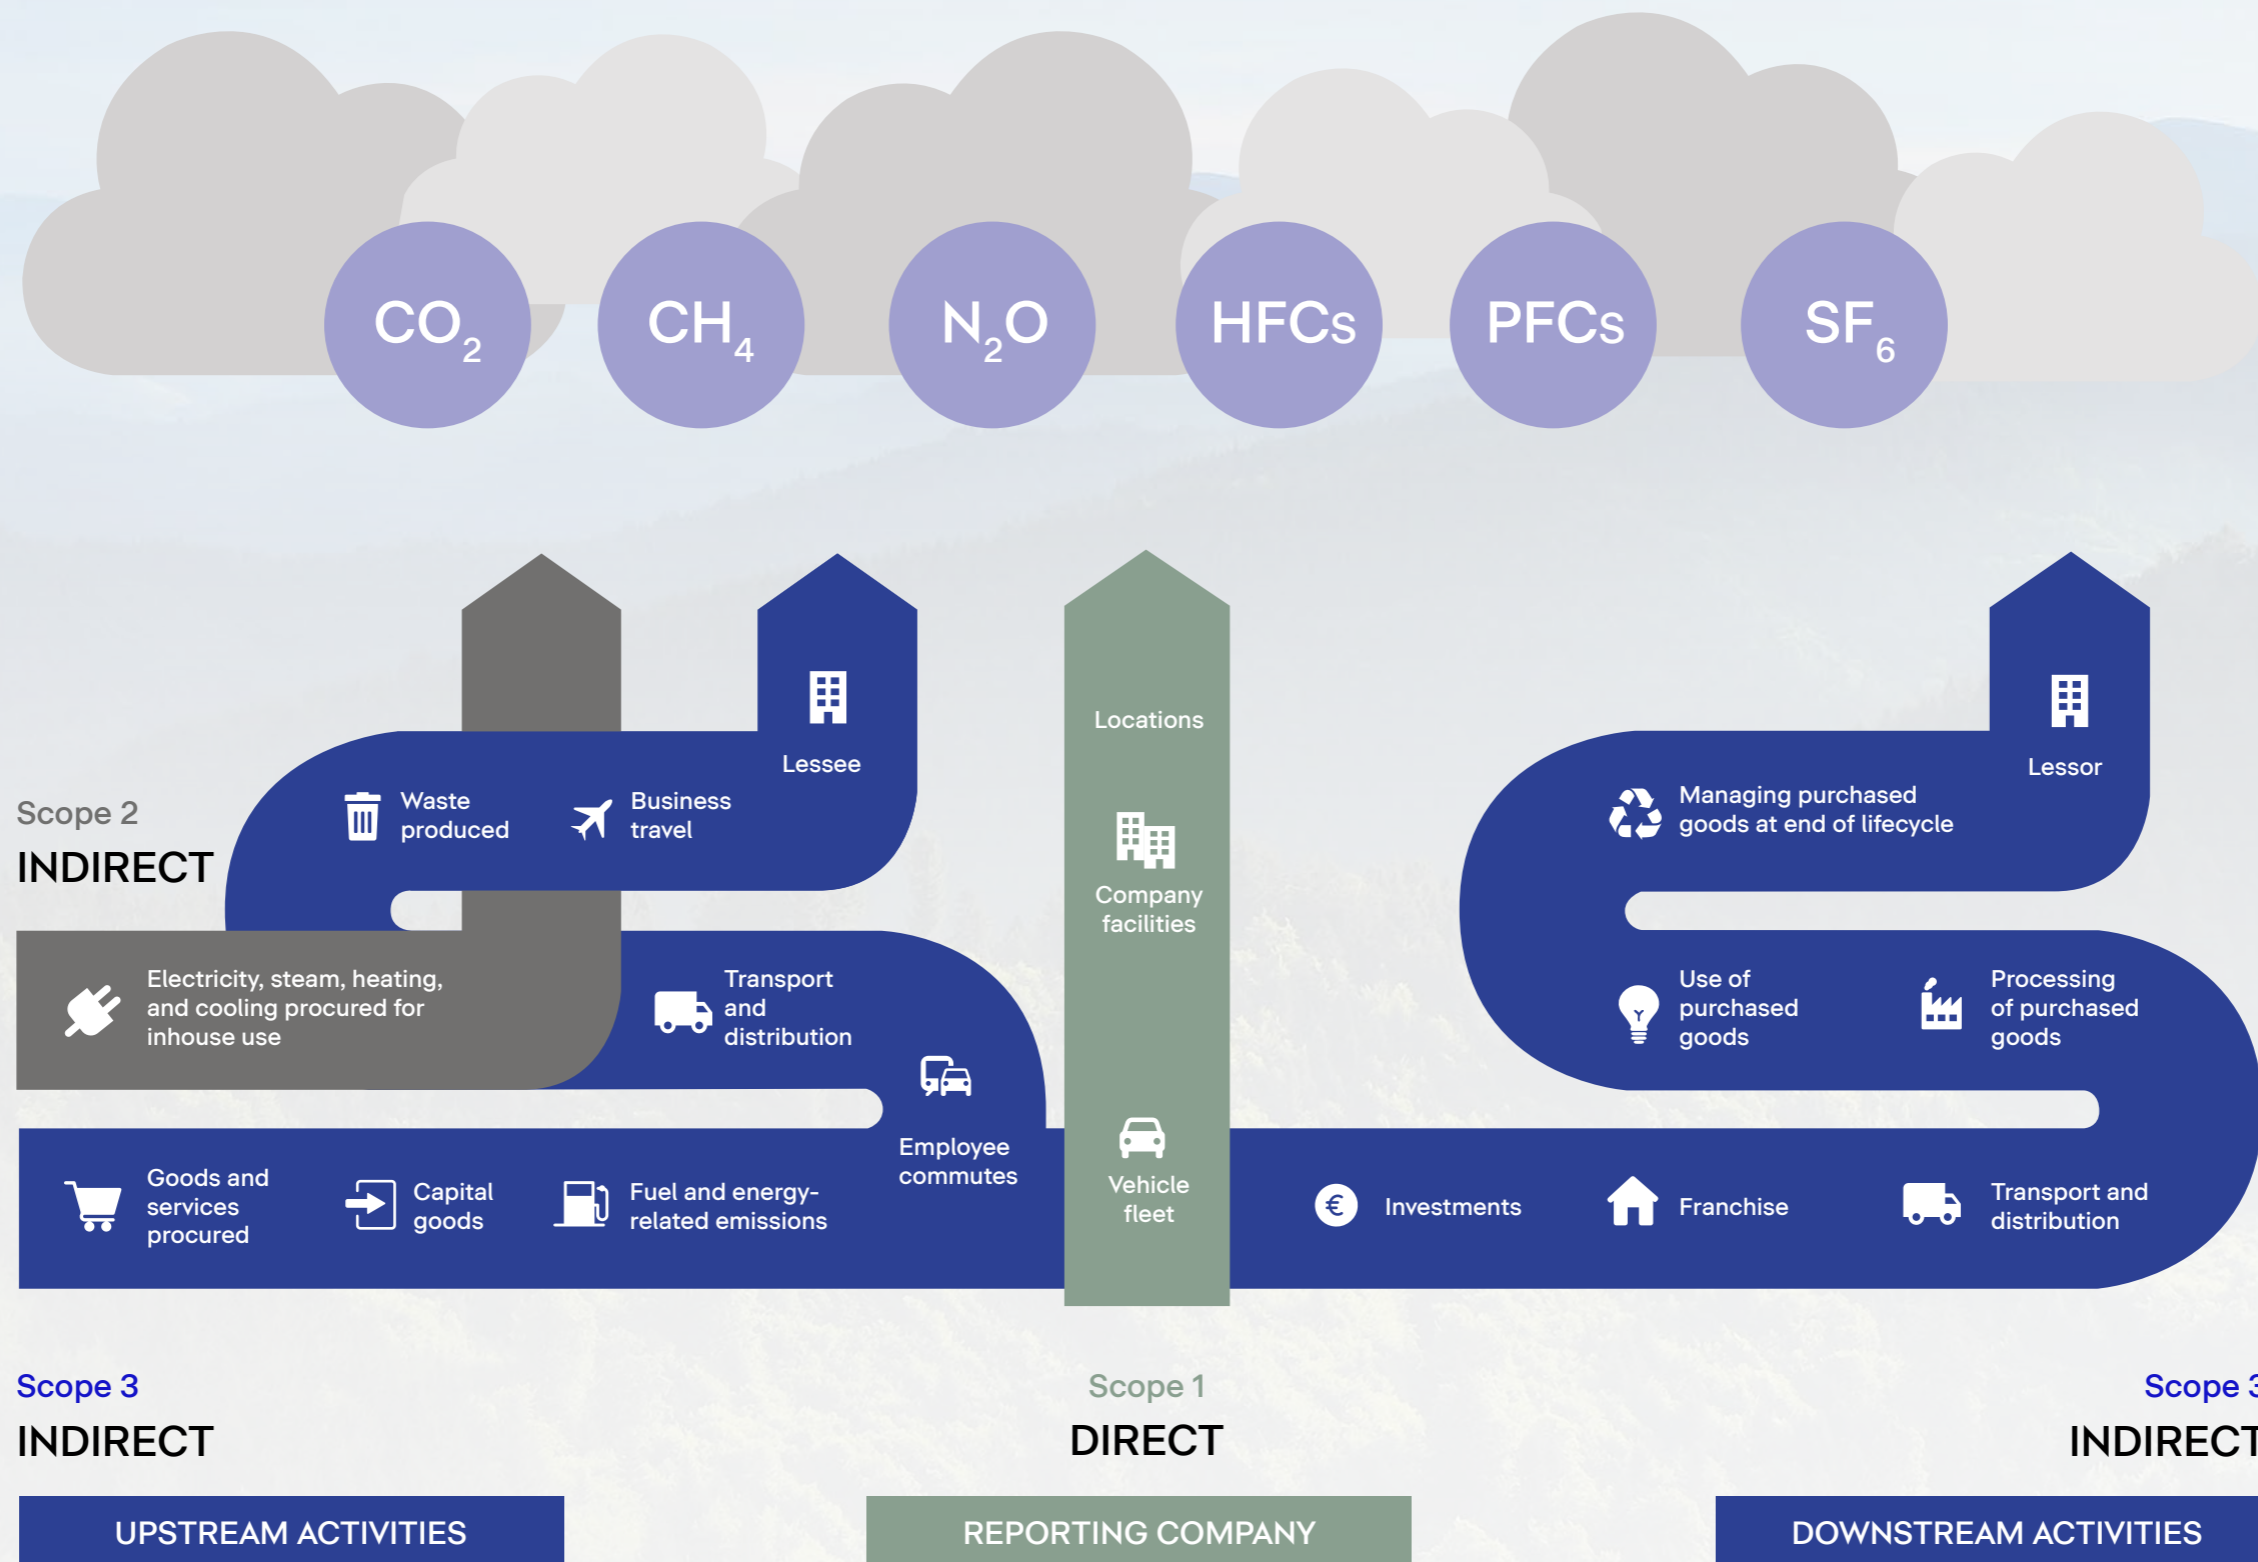 CO₂
CH₄
N₂O
HFCs
PFCs
SF₆
Scope 2
INDIRECT
Lessee
Waste
produced
Business
travel
Electricity, steam, heating,
and cooling procured for
inhouse use
Transport
and
distribution
Employee
commutes
Goods and
services
procured
Capital
goods
Fuel and energy-
related emissions
Locations
Company
facilities
Vehicle
fleet
Lessor
Managing purchased
goods at end of lifecycle
Use of
purchased
goods
Processing
of purchased
goods
€
Investments
Franchise
Transport and
distribution
Scope 3
INDIRECT
UPSTREAM ACTIVITIES
Scope 1
DIRECT
REPORTING COMPANY
Scope 3
INDIRECT
DOWNSTREAM ACTIVITIES